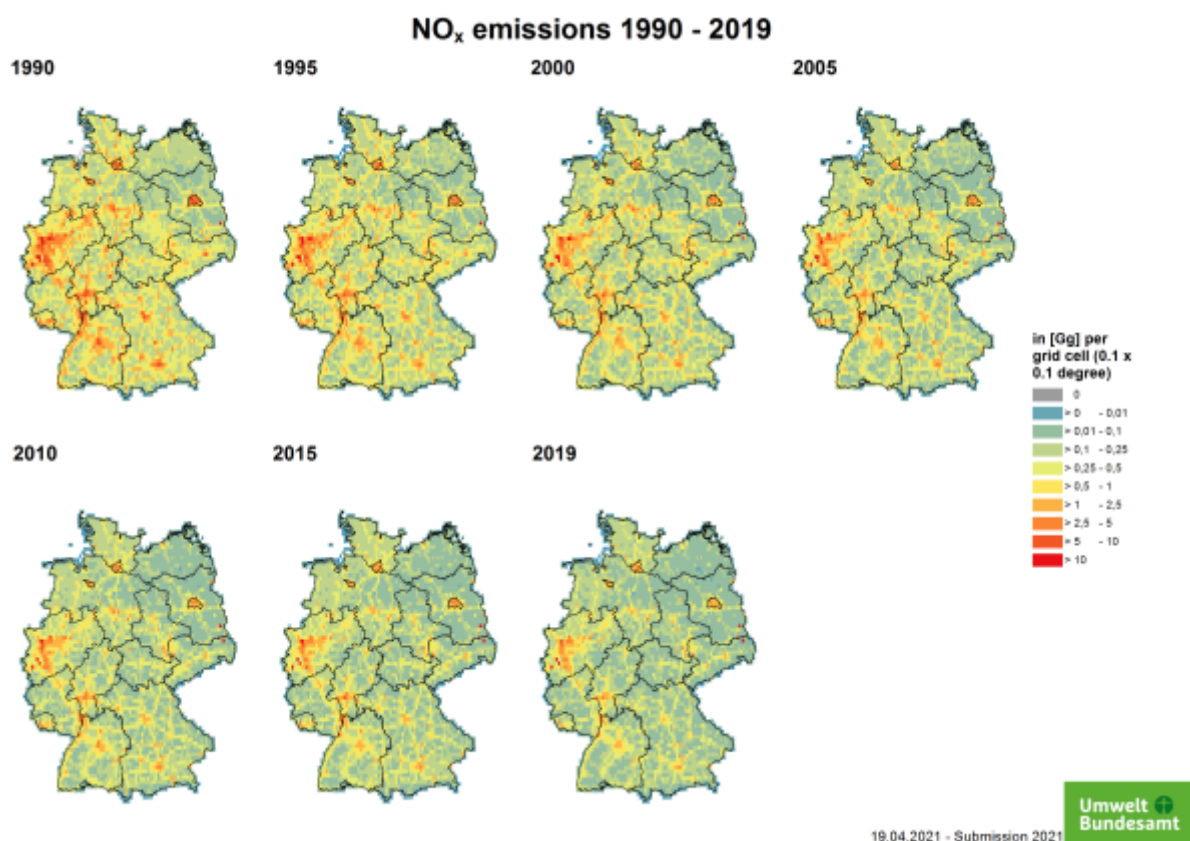 NOx emissions 1990 - 2019
1990
1995
2000
2005
in [Gg] per
grid cell (0.1 x
0.1 degree)
0
> 0 - 0,01
> 0,01 - 0,1
> 0,1 - 0,25
> 0,25 - 0,5
> 0,5 - 1
> 1 - 2,5
> 2,5 - 5
> 5 - 10
> 10
2010
2015
2019
Umwelt
Bundesamt
19.04.2021 - Submission 2021